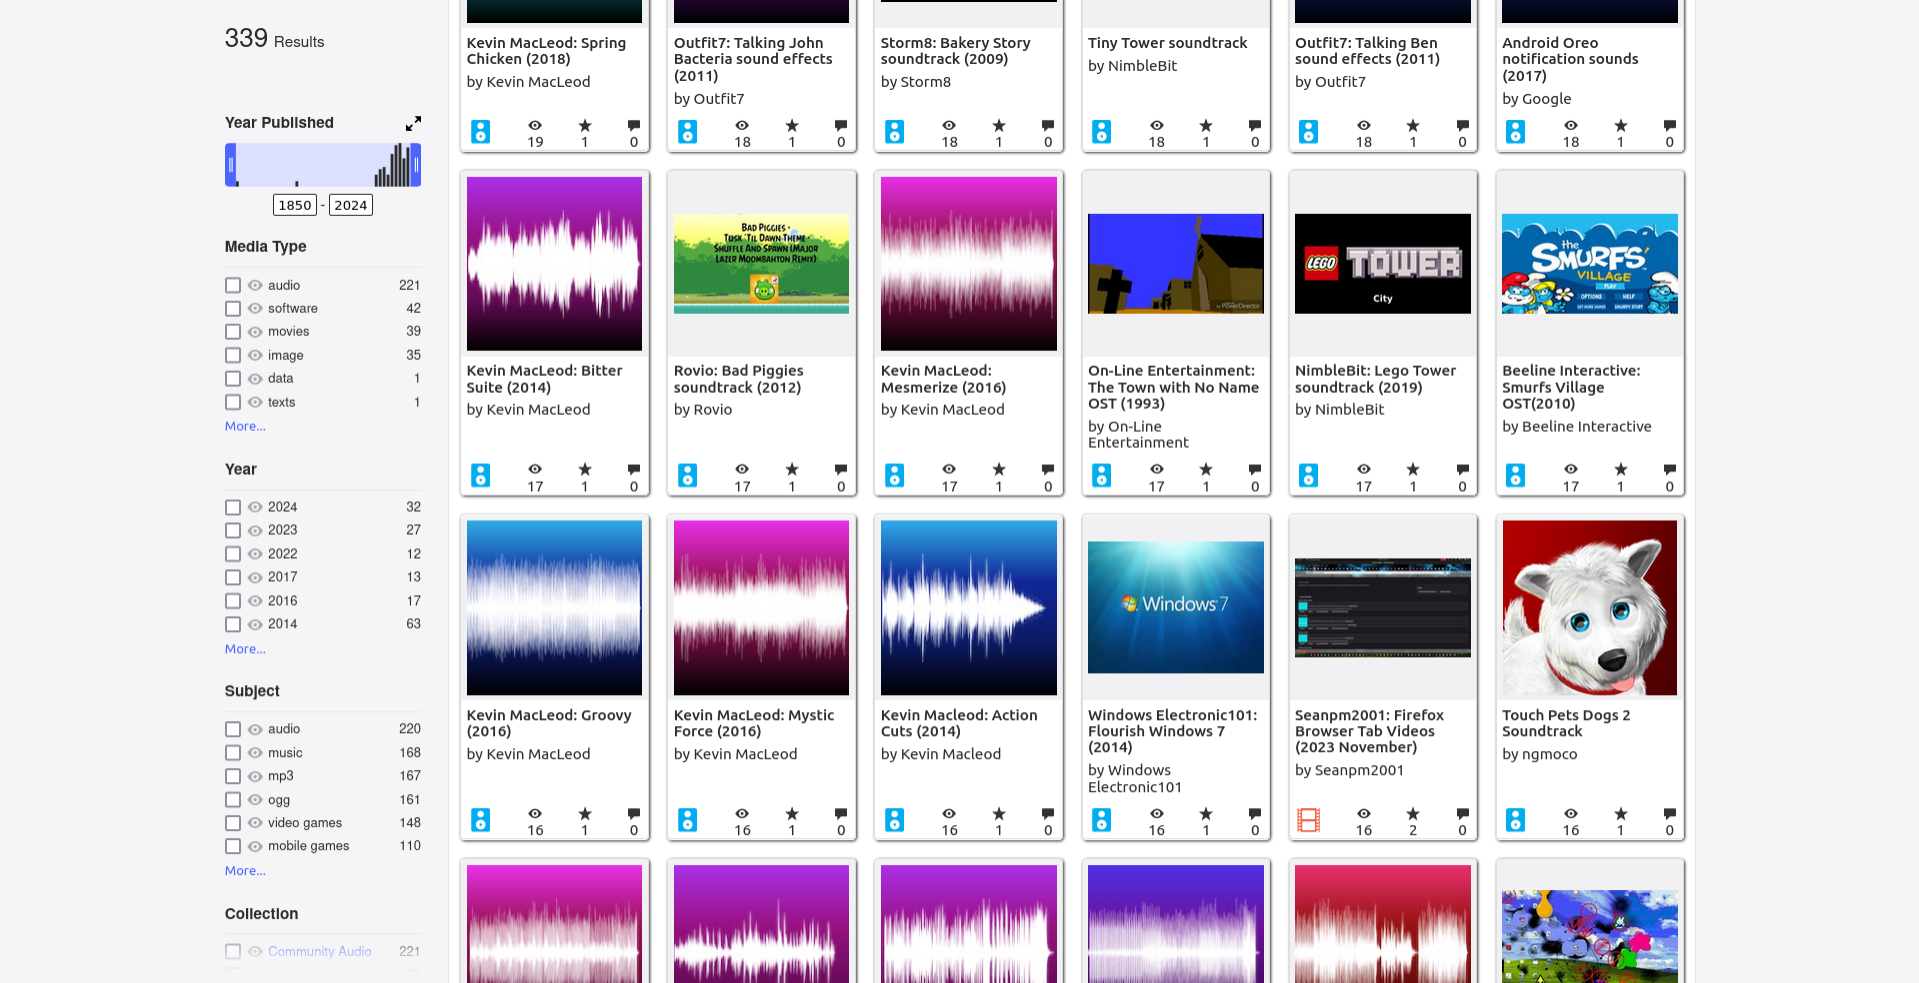 339 Results
Year Published
1850 - 2024
Media Type
audio 221
software 42
movies 39
image 35
data 1
texts 1
More...
Year
2024 32
2023 27
2022 12
2017 13
2016 17
2014 63
More...
Subject
audio 220
music 168
mp3 167
ogg 161
video games 148
mobile games 110
More...
Collection
Community Audio 221
Kevin MacLeod: Spring
Chicken (2018)
by Kevin MacLeod
19 1 0
Outfit7: Talking John
Bacteria sound effects
(2011)
by Outfit7
18 1 0
Storm8: Bakery Story
soundtrack (2009)
by Storm8
18 1 0
Tiny Tower soundtrack
by NimbleBit
18 1 0
Outfit7: Talking Ben
sound effects (2011)
by Outfit7
18 1 0
Android Oreo
notification sounds
(2017)
by Google
18 1 0
Kevin MacLeod: Bitter
Suite (2014)
by Kevin MacLeod
17 1 0
Bad Piggies -
Tusk 'Til Dawn Theme -
Shuffle And Spawn (Major
Lazer Moombahton Remix)
Rovio: Bad Piggies
soundtrack (2012)
by Rovio
17 1 0
Kevin MacLeod:
Mesmerize (2016)
by Kevin MacLeod
17 1 0
by PowerDirector
On-Line Entertainment:
The Town with No Name
OST (1993)
by On-Line
Entertainment
17 1 0
LEGO TOWER
City
NimbleBit: Lego Tower
soundtrack (2019)
by NimbleBit
17 1 0
the
SMURFS'
VILLAGE
PLAY
OPTIONS HELP
GET MORE GAMES SMURFY STUFF
Beeline Interactive:
Smurfs Village
OST(2010)
by Beeline Interactive
17 1 0
Kevin MacLeod: Groovy
(2016)
by Kevin MacLeod
16 1 0
Kevin MacLeod: Mystic
Force (2016)
by Kevin MacLeod
16 1 0
Kevin Macleod: Action
Cuts (2014)
by Kevin Macleod
16 1 0
Windows 7
Windows Electronic101:
Flourish Windows 7
(2014)
by Windows
Electronic101
16 1 0
Seanpm2001: Firefox
Browser Tab Videos
(2023 November)
by Seanpm2001
16 2 0
Touch Pets Dogs 2
Soundtrack
by ngmoco
16 1 0